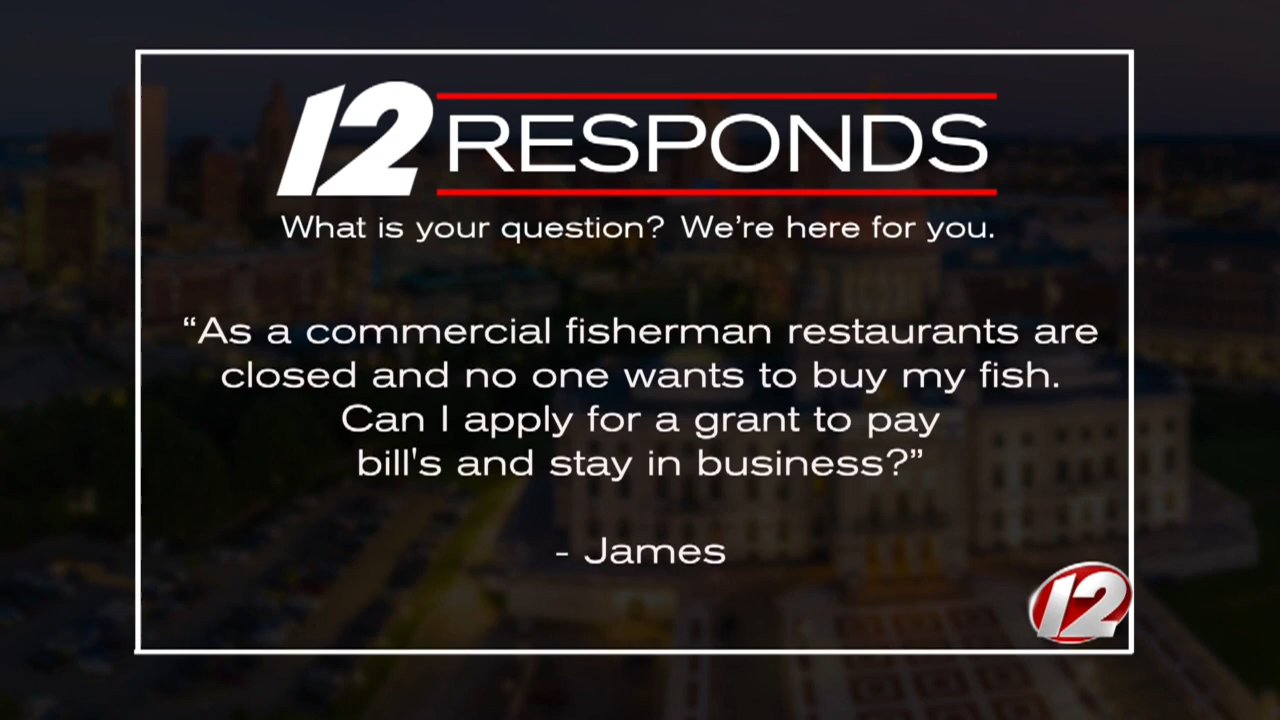 12 RESPONDS
What is your question? We're here for you.
“As a commercial fisherman restaurants are
closed and no one wants to buy my fish.
Can I apply for a grant to pay
bill's and stay in business?”
- James
12